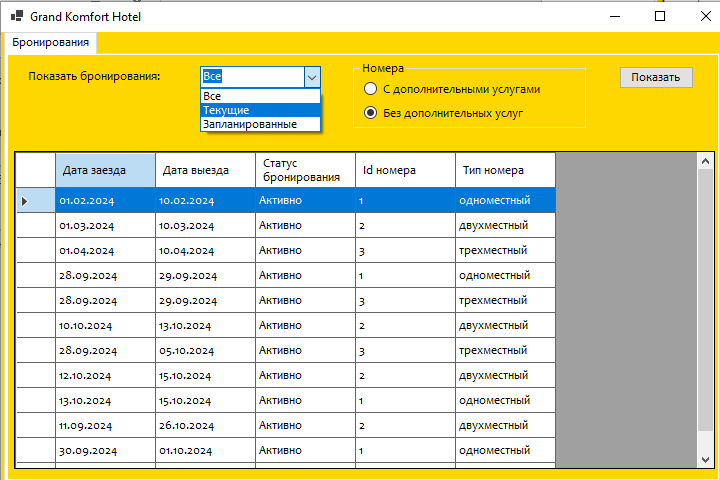 Grand Komfort Hotel
Бронирования
Показать бронирования:
Все
Все
Текущие
Запланированные
Номера
С дополнительными услугами
Без дополнительных услуг
Показать
Дата заезда Дата выезда Статус бронирования Id номера Тип номера
01.02.2024 10.02.2024 Активно 1 одноместный
01.03.2024 10.03.2024 Активно 2 двухместный
01.04.2024 10.04.2024 Активно 3 трехместный
28.09.2024 29.09.2024 Активно 1 одноместный
28.09.2024 29.09.2024 Активно 3 трехместный
10.10.2024 13.10.2024 Активно 2 двухместный
28.09.2024 05.10.2024 Активно 3 трехместный
12.10.2024 15.10.2024 Активно 2 двухместный
13.10.2024 15.10.2024 Активно 1 одноместный
11.09.2024 26.10.2024 Активно 2 двухместный
30.09.2024 01.10.2024 Активно 1 одноместный